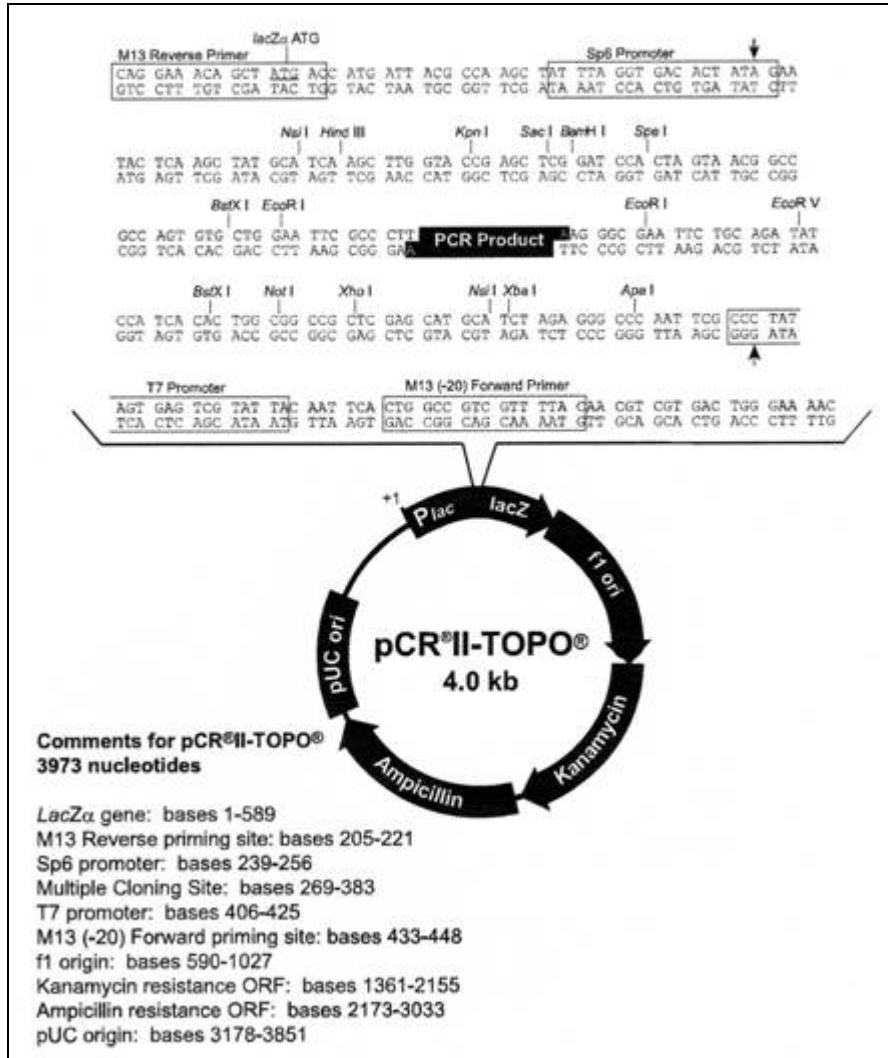 lacZα ATG
M13 Reverse Primer
Sp6 Promoter
CAG GAA ACA GCT ATG ACC ATG ATT ACG CCA AGC TAT TTA GGT GAC ACT ATA GAA
GTC CTT TGT CGA TAC TGG TAC TAA TGC GGT TCG ATA AAT CCA CTG TGA TAT CTT
Nsi I Hind III Kpn I Sac I BamH I Spe I
TAC TCA AGC TAT GCA TCA AGC TTG GTA CCG AGC TCG GAT CCA CTA GTA ACG GCC
ATG AGT TCG ATA CGT AGT TCG AAC CAT GGC TCG AGC CTA GGT GAT CAT TGC CGG
BstX I EcoR I EcoR I EcoR V
GCC AGT GTG CTG GAA TTC GCC CTT PCR Product AAG GGC GAA TTC TGC AGA TAT
CGG TCA CAC GAC CTT AAG CGG GAA TTC CCG CTT AAG ACG TCT ATA
BstX I Not I Xho I Nsi I Xba I Apa I
CCA TCA CAC TGG CGG CCG CTC GAG CAT GCA TCT AGA GGG CCC AAT TCG CCC TAT
GGT AGT GTG ACC GCC GGC GAG CTC GTA CGT AGA TCT CCC GGG TTA AGC GGG ATA
T7 Promoter M13 (-20) Forward Primer
AGT GAG TCG TAT TAC AAT TCA CTG GCC GTC GTT TTA CAA CGT CGT GAC TGG GAA AAC
TCA CTC AGC ATA ATG TTA AGT GAC CGG CAG CAA AAT GTT GCA GCA CTG ACC CTT TTG
+1
Plac
lacZ
f1 ori
Kanamycin
Ampicillin
pUC ori
pCR®II-TOPO®
4.0 kb
Comments for pCR®II-TOPO®
3973 nucleotides
LacZα gene: bases 1-589
M13 Reverse priming site: bases 205-221
Sp6 promoter: bases 239-256
Multiple Cloning Site: bases 269-383
T7 promoter: bases 406-425
M13 (-20) Forward priming site: bases 433-448
f1 origin: bases 590-1027
Kanamycin resistance ORF: bases 1361-2155
Ampicillin resistance ORF: bases 2173-3033
pUC origin: bases 3178-3851